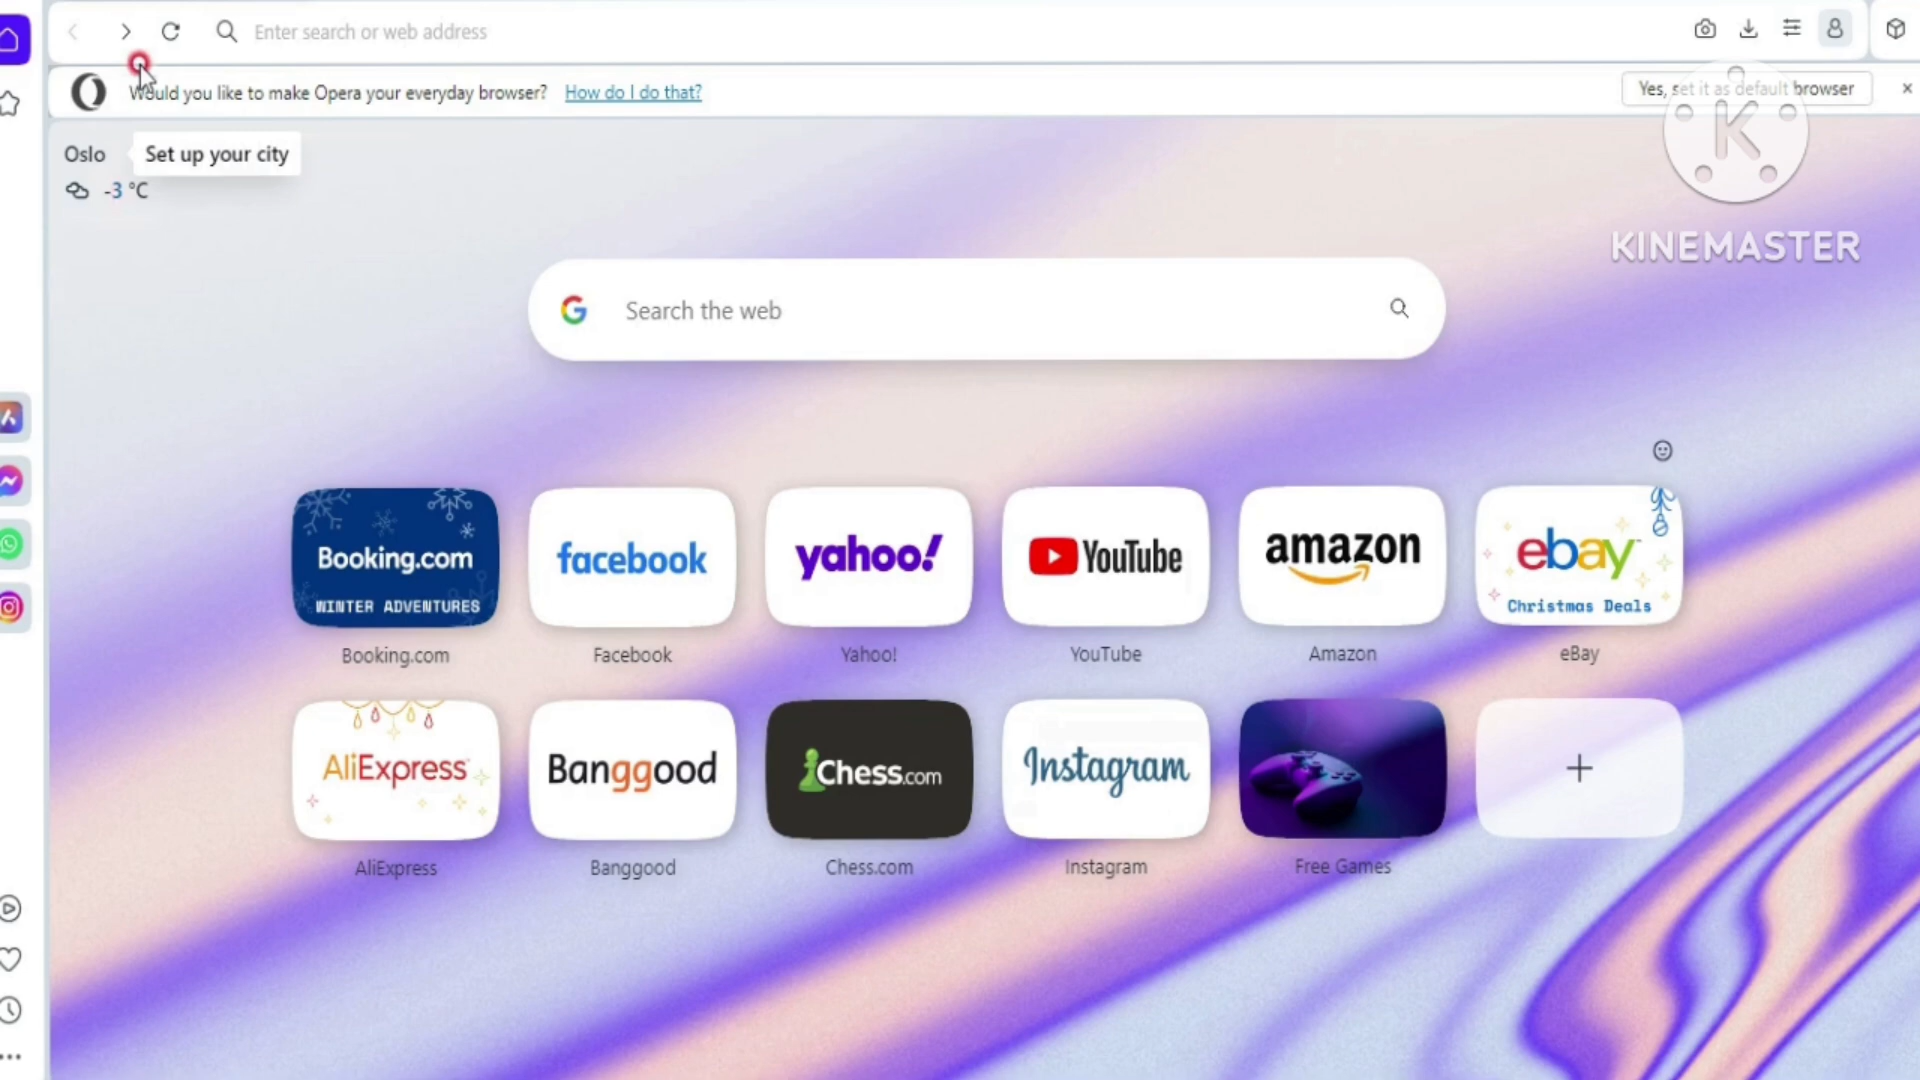 Enter search or web address
Would you like to make Opera your everyday browser? How do I do that?
Yes, set it as default browser
Oslo
Set up your city
-3 °C
K
KINEMASTER
Search the web
Booking.com
WINTER ADVENTURES
facebook
yahoo!
YouTube
amazon
ebay
Christmas Deals
Booking.com
Facebook
Yahoo!
YouTube
Amazon
eBay
AliExpress
Banggood
Chess.com
Instagram
AliExpress
Banggood
Chess.com
Instagram
Free Games